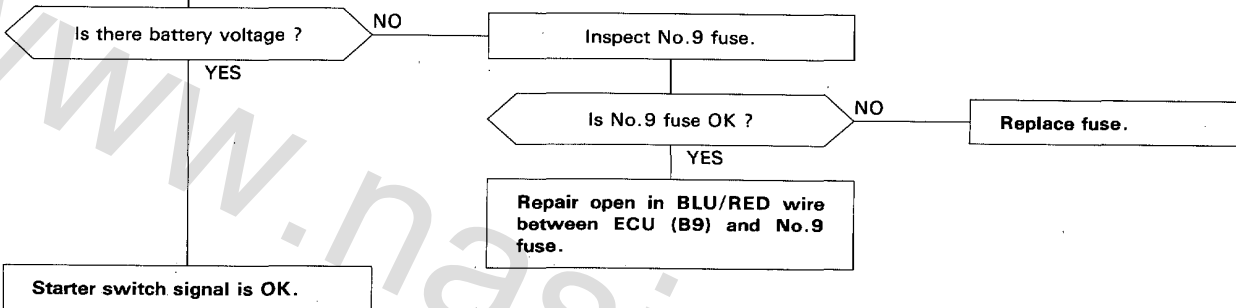 Is there battery voltage ?
NO
Inspect No.9 fuse.
YES
Is No.9 fuse OK ?
NO
Replace fuse.
YES
Repair open in BLU/RED wire
between ECU (B9) and No.9
fuse.
Starter switch signal is OK.